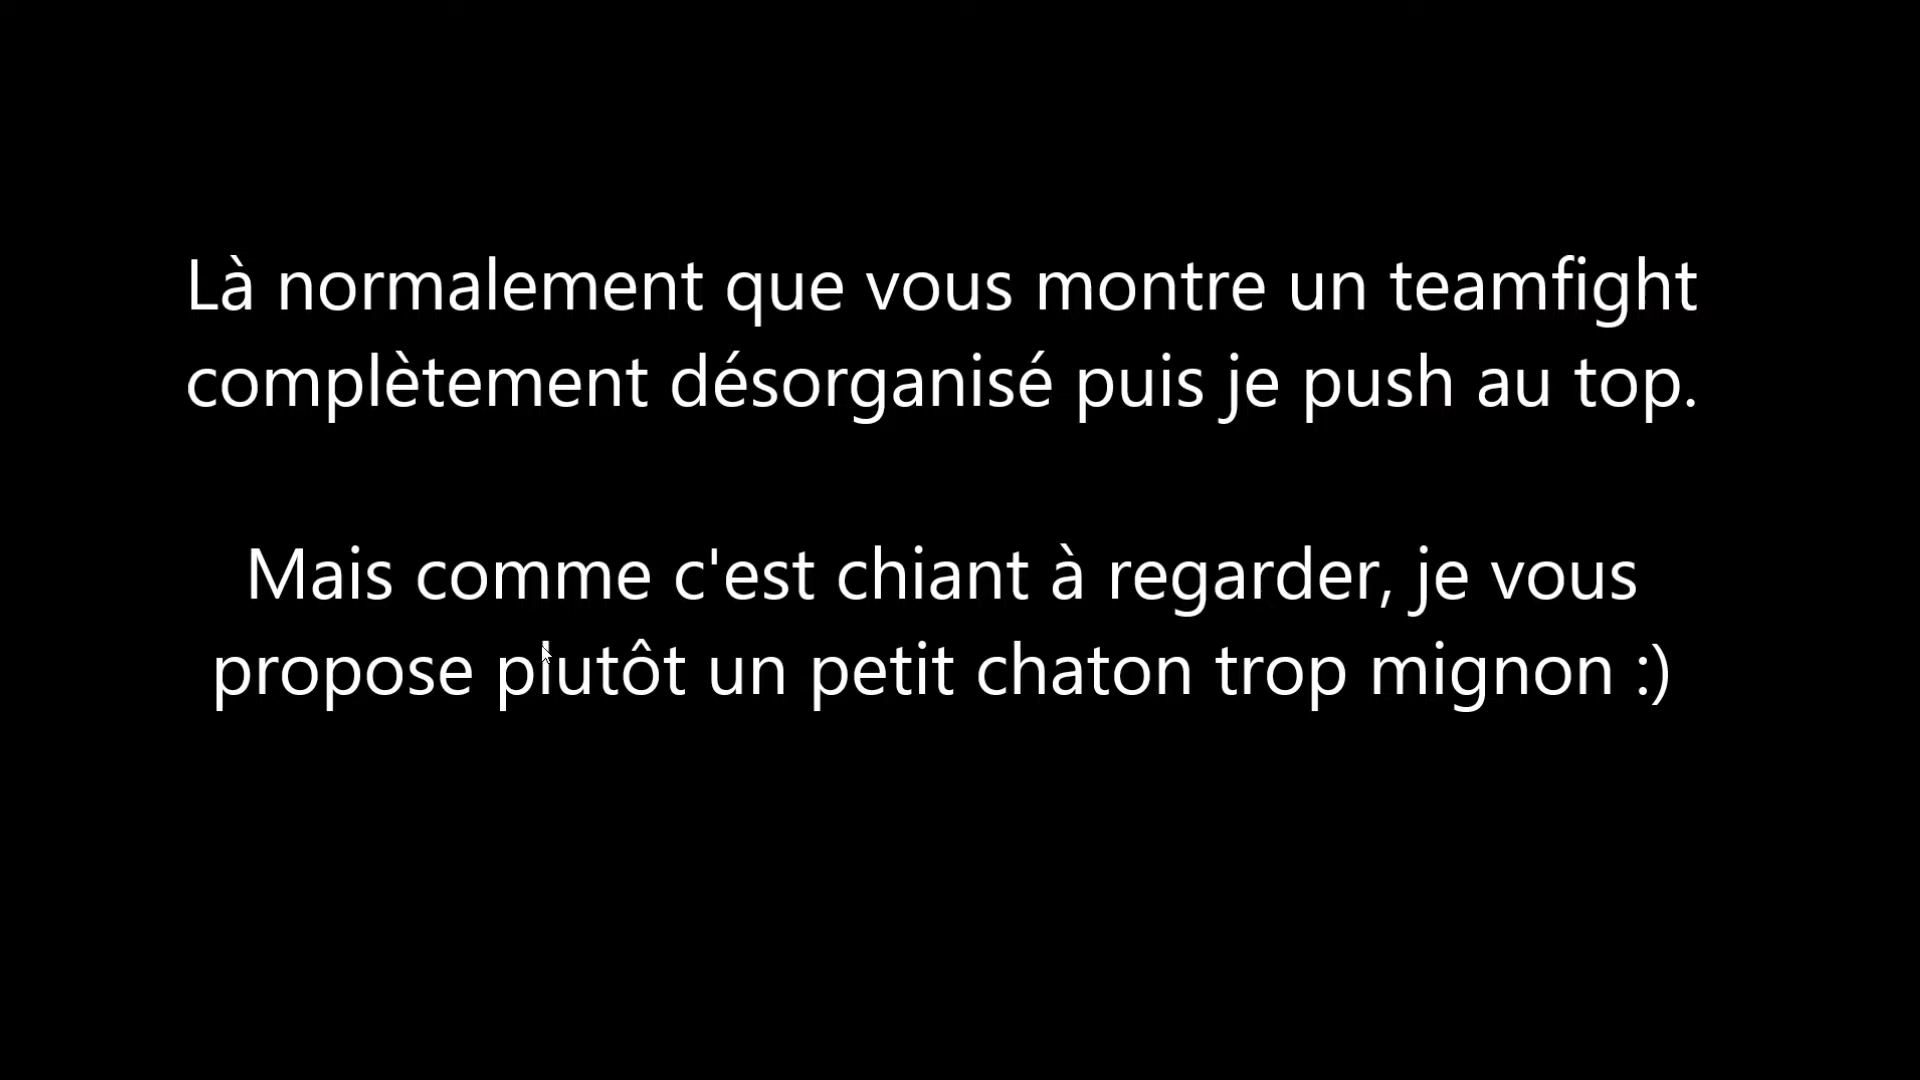 Là normalement que vous montre un teamfight
complètement désorganisé puis je push au top.
Mais comme c'est chiant à regarder, je vous
propose plutôt un petit chaton trop mignon :)